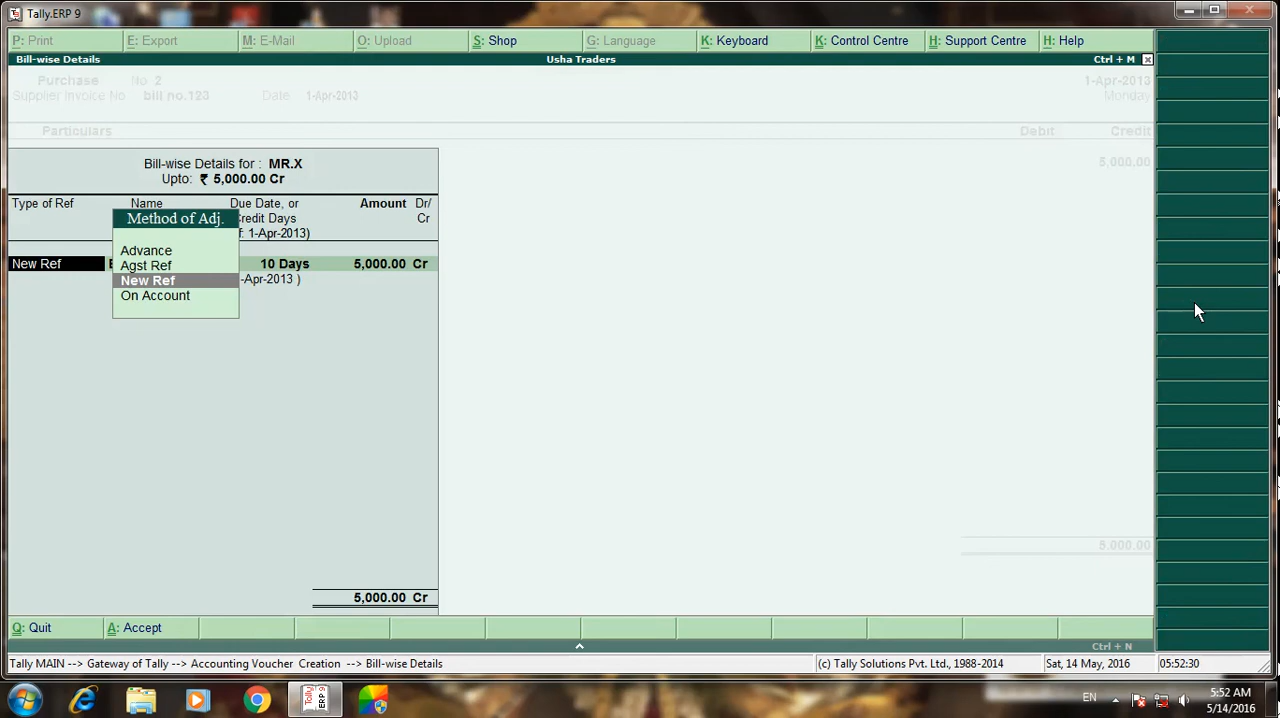 Tally.ERP 9
P: Print E: Export M: E-Mail O: Upload S: Shop G: Language K: Keyboard K: Control Centre H: Support Centre H: Help
Bill-wise Details Usha Traders Ctrl + M
Purchase No 2 1-Apr-2013
Supplier Invoice No bill no.123 Date 1-Apr-2013 Monday
Particulars Debit Credit
Bill-wise Details for : MR.X
5,000.00
Upto: ₹ 5,000.00 Cr
Type of Ref Name Due Date, or Amount Dr/
Method of Adj. Credit Days Cr
f: 1-Apr-2013)
Advance
New Ref Agst Ref 10 Days 5,000.00 Cr
New Ref -Apr-2013 )
On Account
5,000.00
5,000.00 Cr
Q: Quit A: Accept
Ctrl + N
Tally MAIN --> Gateway of Tally --> Accounting Voucher Creation --> Bill-wise Details (c) Tally Solutions Pvt. Ltd., 1988-2014 Sat, 14 May, 2016 05:52:30
Tally ERP 9 EN 5:52 AM
5/14/2016